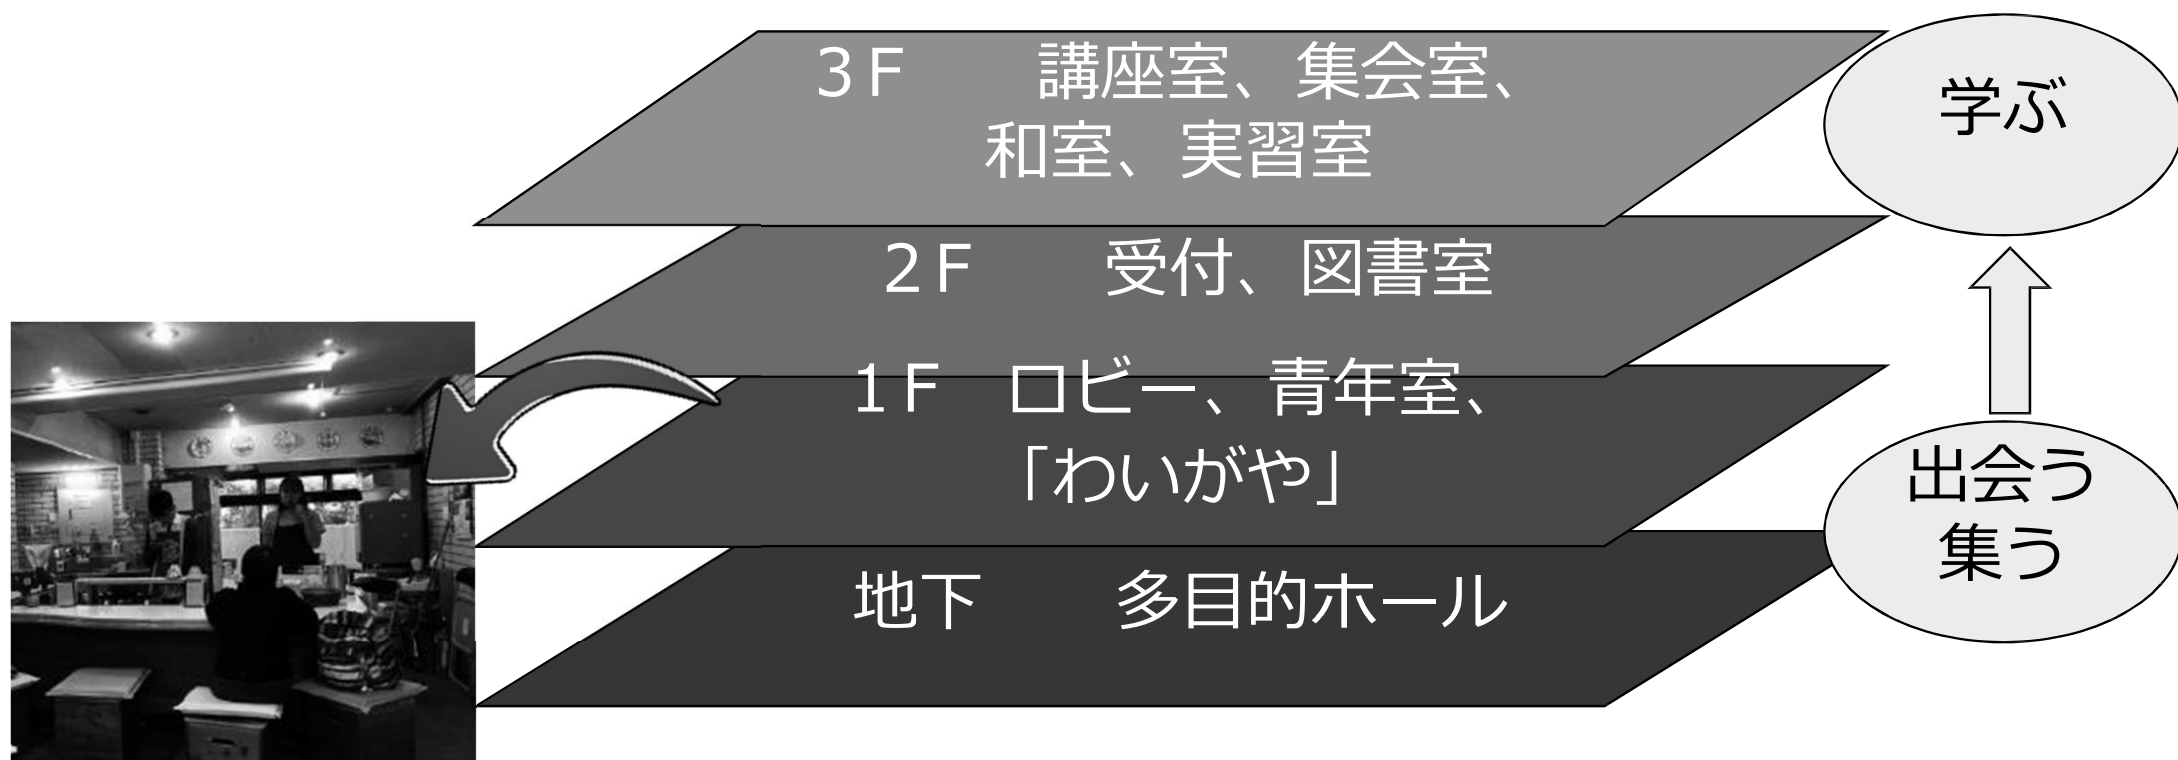 3F　　講座室、集会室、
和室、実習室
2F　　受付、図書室
1F　ロビー、青年室、
「わいがや」
地下　　多目的ホール
学ぶ
出会う
集う